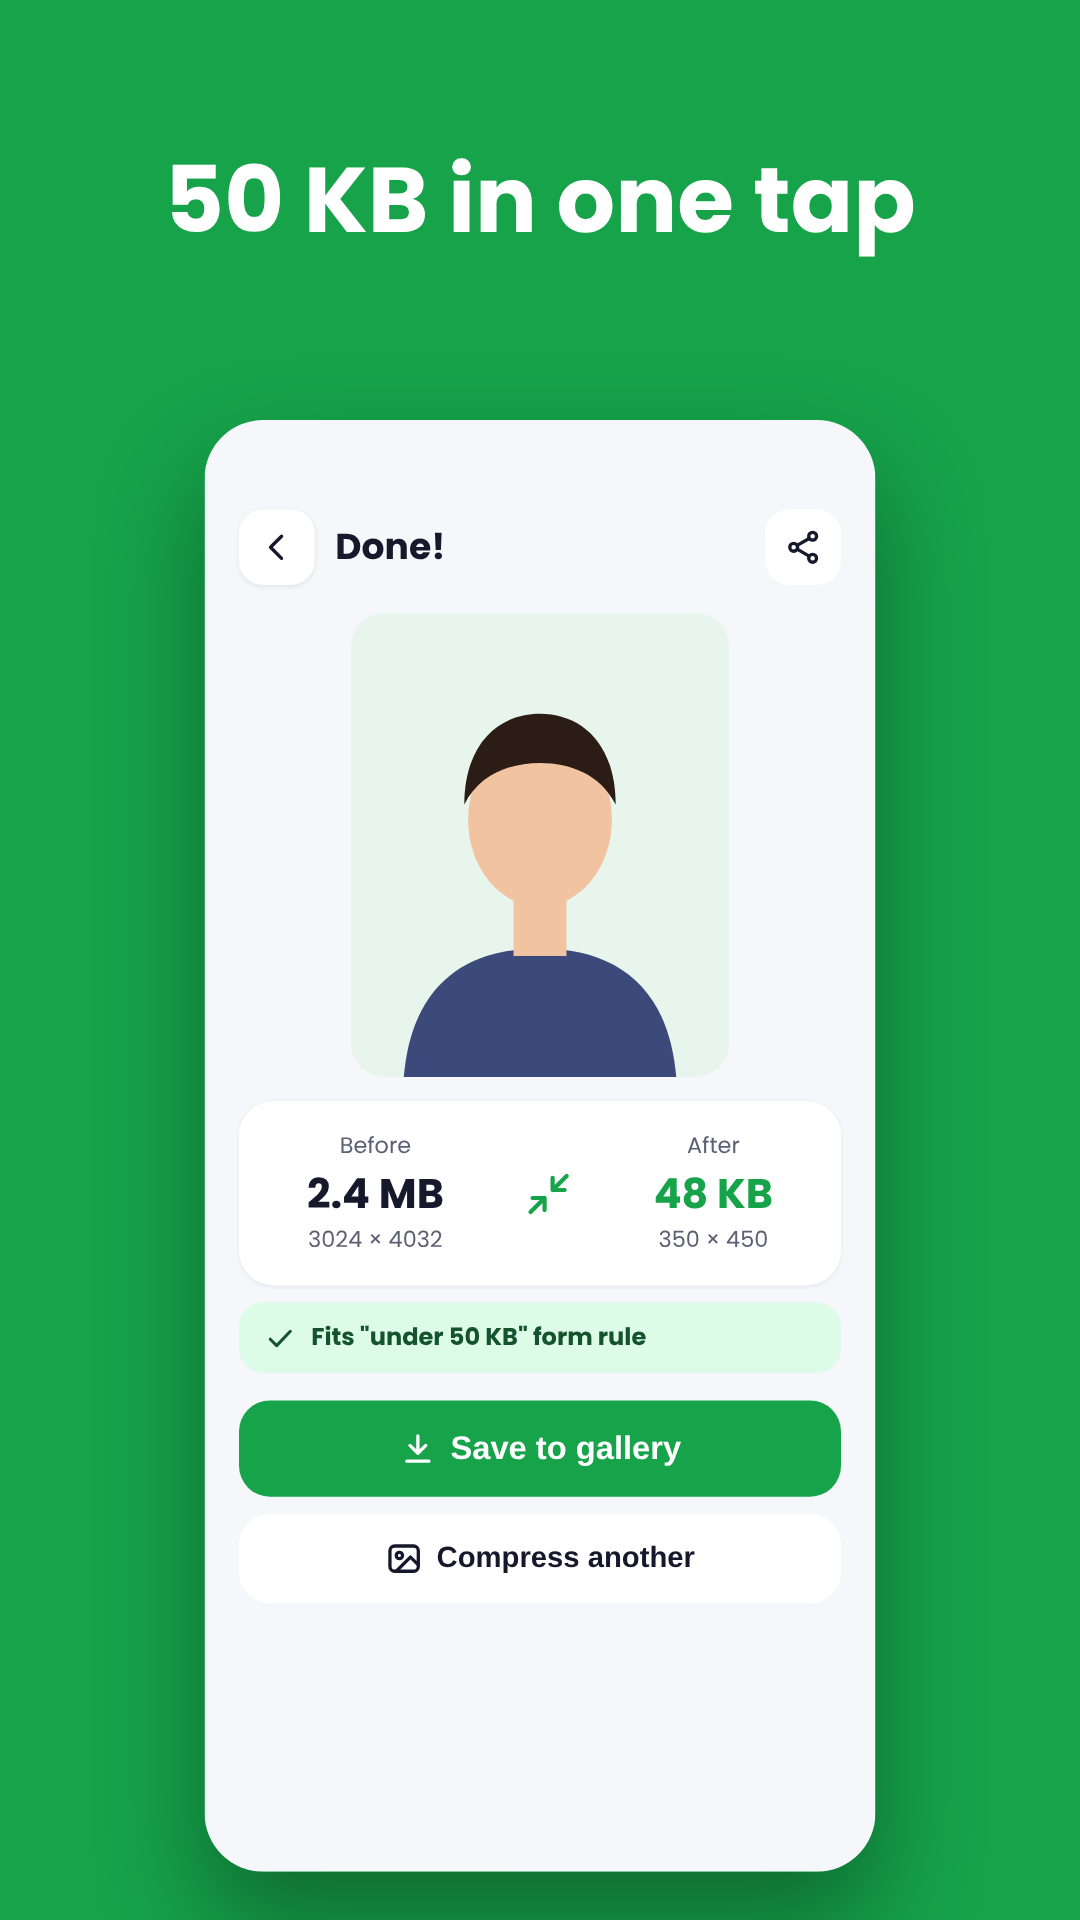 50 KB in one tap
Done!
Before
After
2.4 MB
48 KB
3024 × 4032
350 × 450
Fits "under 50 KB" form rule
Save to gallery
Compress another